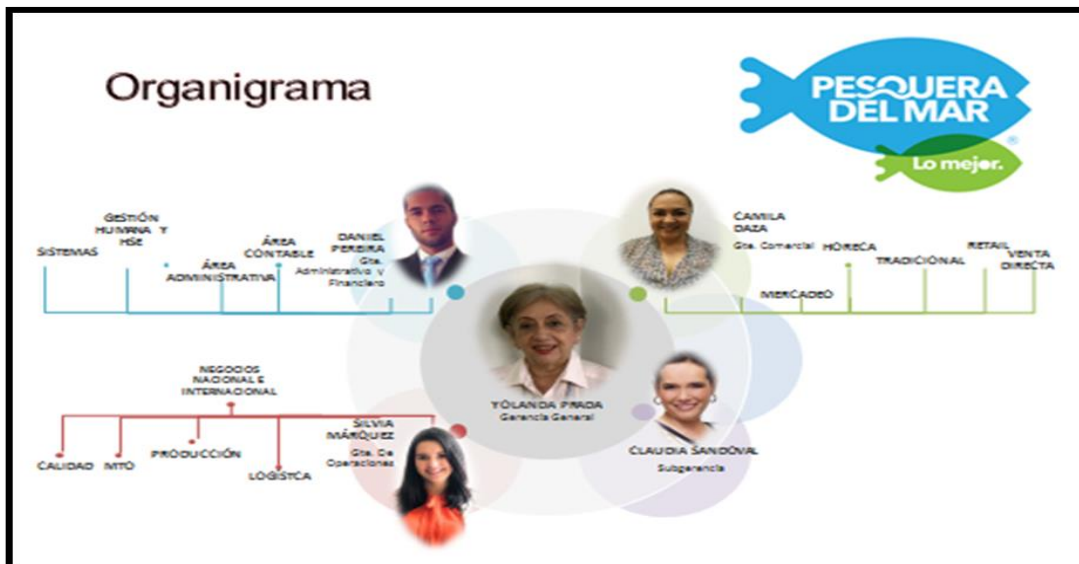 Organigrama
PESQUERA
DEL MAR
®
Lo mejor.
SISTEMAS
GESTIÓN
HUMANA Y
HSE
ÁREA
ADMINISTRATIVA
ÁREA
CONTABLE
DANIEL
PEREIRA
Gte.
Administrativo y
Financiero
CAMILA
DAZA
Gte. Comercial
MERCADEO
HORECA
TRADICIONAL
RETAIL
VENTA
DIRECTA
YOLANDA PRADA
Gerencia General
NEGOCIOS
NACIONAL E
INTERNACIONAL
CALIDAD
MTO
PRODUCCIÓN
LOGISTCA
SILVIA
MÁRQUEZ
Gte. De
Operaciones
CLAUDIA SANDOVAL
Subgerencia